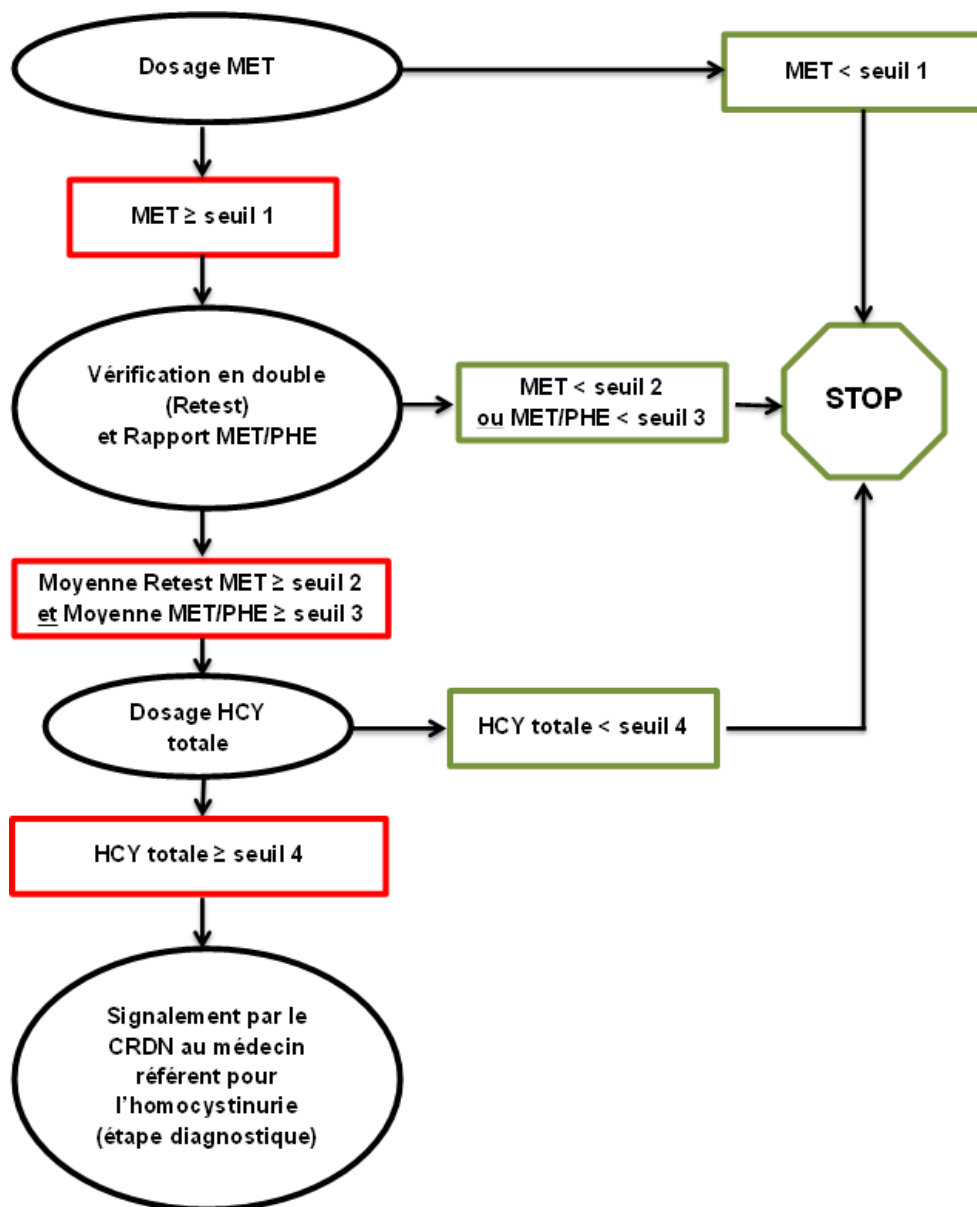 Dosage MET
MET < seuil 1
MET ≥ seuil 1
Vérification en double
(Retest)
et Rapport MET/PHE
MET < seuil 2
ou MET/PHE < seuil 3
STOP
Moyenne Retest MET ≥ seuil 2
et Moyenne MET/PHE ≥ seuil 3
Dosage HCY
totale
HCY totale < seuil 4
HCY totale ≥ seuil 4
Signalement par le
CRDN au médecin
référent pour
l'homocystinurie
(étape diagnostique)